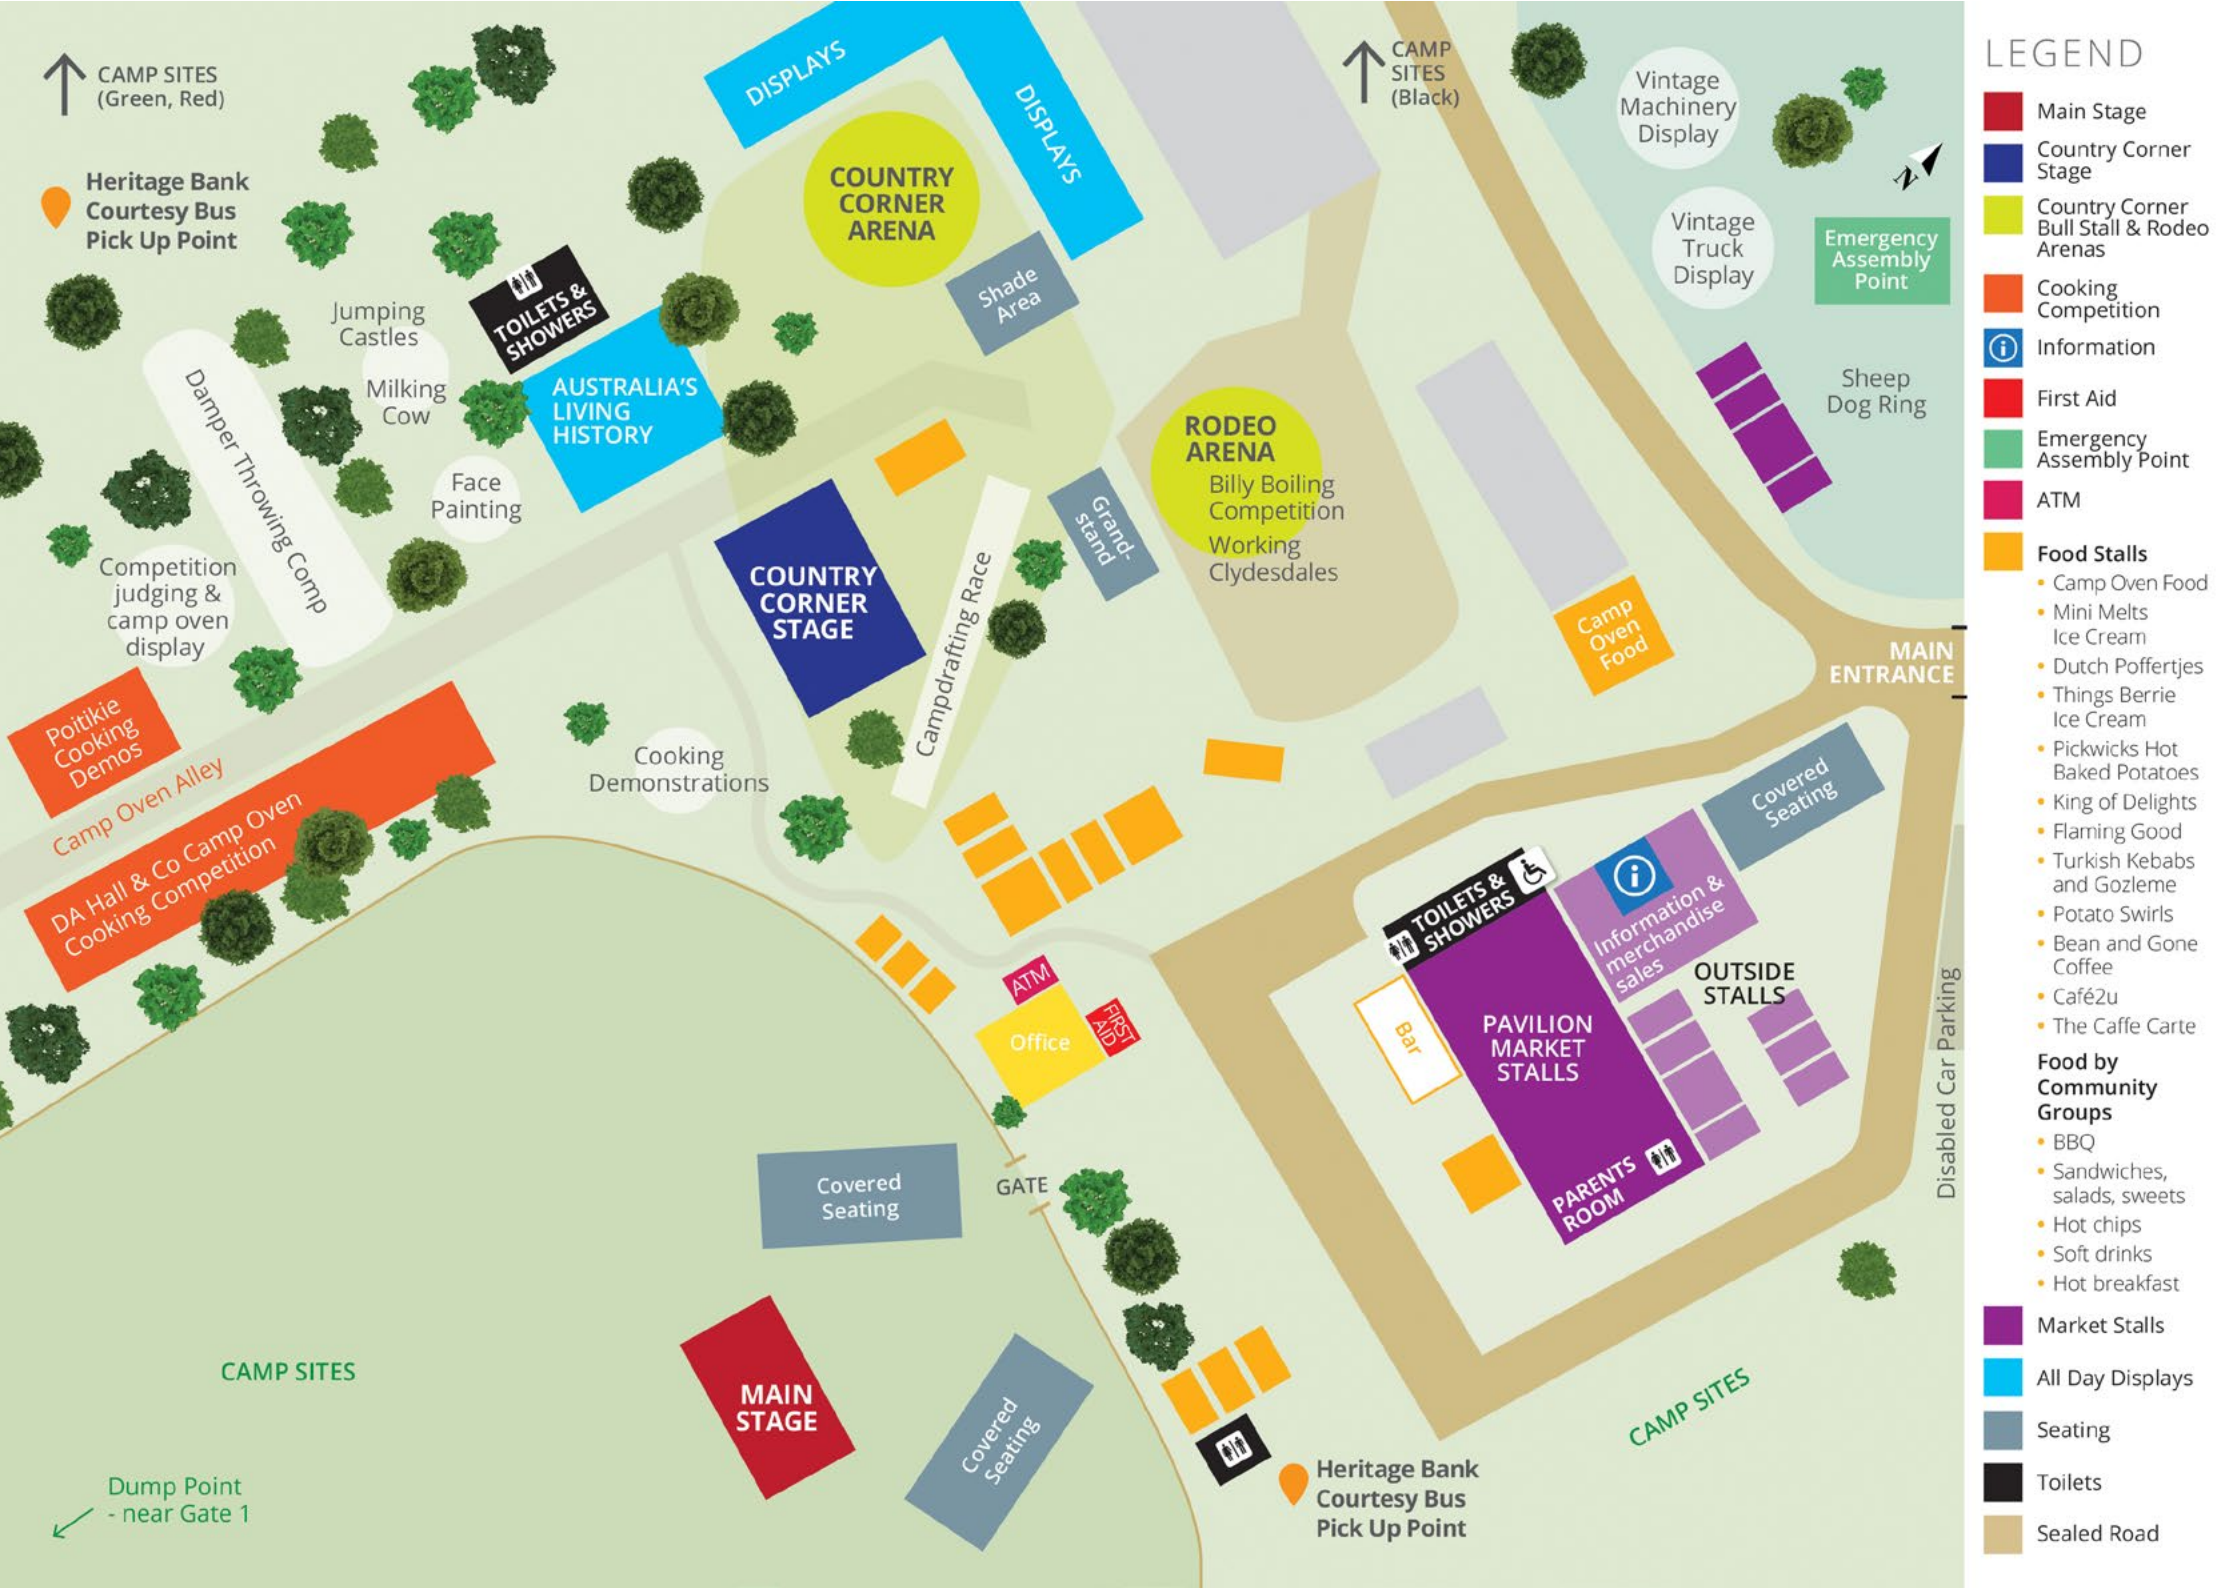 CAMP SITES
(Green, Red)
Heritage Bank
Courtesy Bus
Pick Up Point
DISPLAYS
DISPLAYS
COUNTRY
CORNER
ARENA
Shade
Area
CAMP
SITES
(Black)
Vintage
Machinery
Display
Vintage
Truck
Display
N
Emergency
Assembly
Point
Sheep
Dog Ring
TOILETS &
SHOWERS
Jumping
Castles
Milking
Cow
AUSTRALIA'S
LIVING
HISTORY
Damper Throwing Comp
Face
Painting
Competition
judging &
camp oven
display
RODEO
ARENA
Billy Boiling
Competition
Working
Clydesdales
Grand-
stand
COUNTRY
CORNER
STAGE
Campdrafting Race
Camp
Oven
Food
MAIN
ENTRANCE
Poitikie
Cooking
Demos
Camp Oven Alley
DA Hall & Co Camp Oven
Cooking Competition
Cooking
Demonstrations
Covered
Seating
TOILETS &
SHOWERS
i
Information &
merchandise
sales
OUTSIDE
STALLS
ATM
Office
FIRST
AID
Bar
PAVILION
MARKET
STALLS
PARENTS
ROOM
Disabled Car Parking
Covered
Seating
GATE
MAIN
STAGE
Covered
Seating
CAMP SITES
CAMP SITES
Dump Point
- near Gate 1
Heritage Bank
Courtesy Bus
Pick Up Point
LEGEND
Main Stage
Country Corner
Stage
Country Corner
Bull Stall & Rodeo
Arenas
Cooking
Competition
i
Information
First Aid
Emergency
Assembly Point
ATM
Food Stalls
• Camp Oven Food
• Mini Melts
Ice Cream
• Dutch Poffertjes
• Things Berrie
Ice Cream
• Pickwicks Hot
Baked Potatoes
• King of Delights
• Flaming Good
• Turkish Kebabs
and Gozleme
• Potato Swirls
• Bean and Gone
Coffee
• Café2u
• The Caffe Carte
Food by
Community
Groups
• BBQ
• Sandwiches,
salads, sweets
• Hot chips
• Soft drinks
• Hot breakfast
Market Stalls
All Day Displays
Seating
Toilets
Sealed Road